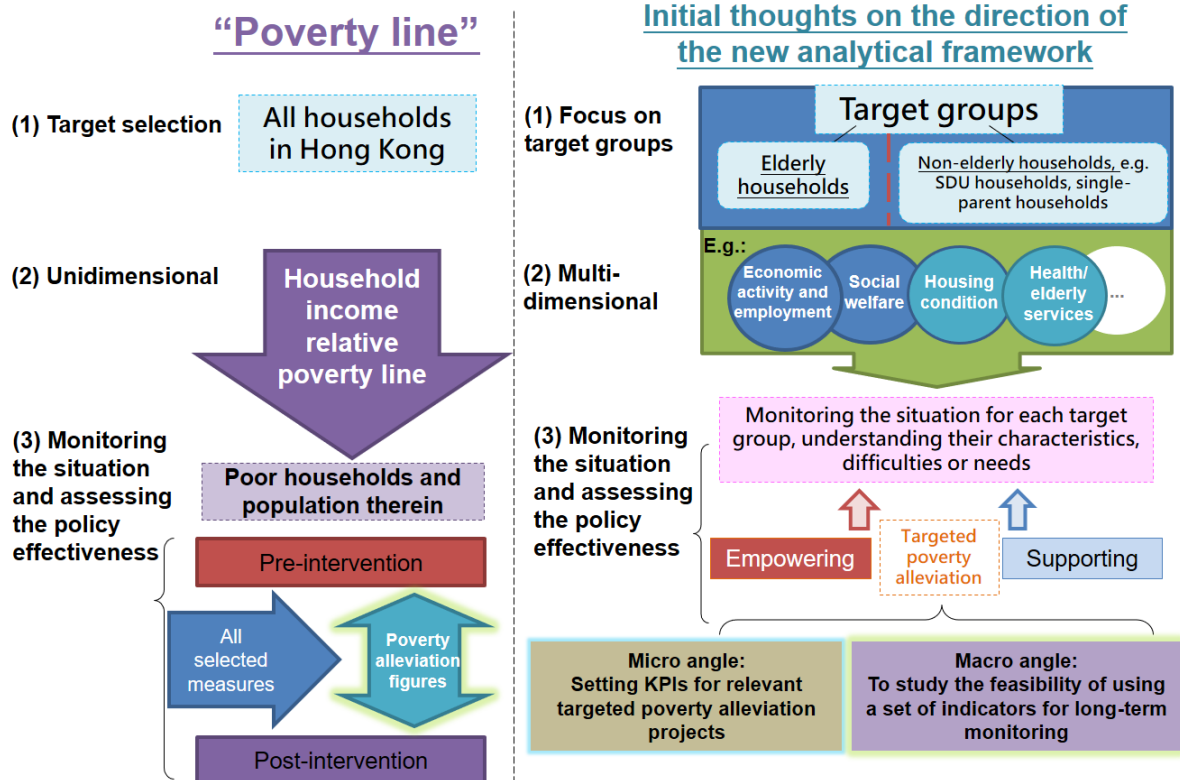 “Poverty line”
(1) Target selection
All households
in Hong Kong
(2) Unidimensional
Household
income
relative
poverty line
(3) Monitoring
the situation
and assessing
the policy
effectiveness
Poor households and
population therein
Pre-intervention
All
selected
measures
Poverty
alleviation
figures
Post-intervention
Initial thoughts on the direction of
the new analytical framework
(1) Focus on
target groups
Target groups
Elderly
households
Non-elderly households, e.g.
SDU households, single-
parent households
(2) Multi-
dimensional
E.g.:
Economic
activity and
employment
Social
welfare
Housing
condition
Health/
elderly
services
...
(3) Monitoring
the situation
and assessing
the policy
effectiveness
Monitoring the situation for each target
group, understanding their characteristics,
difficulties or needs
Empowering
Targeted
poverty
alleviation
Supporting
Micro angle:
Setting KPIs for relevant
targeted poverty alleviation
projects
Macro angle:
To study the feasibility of using
a set of indicators for long-term
monitoring